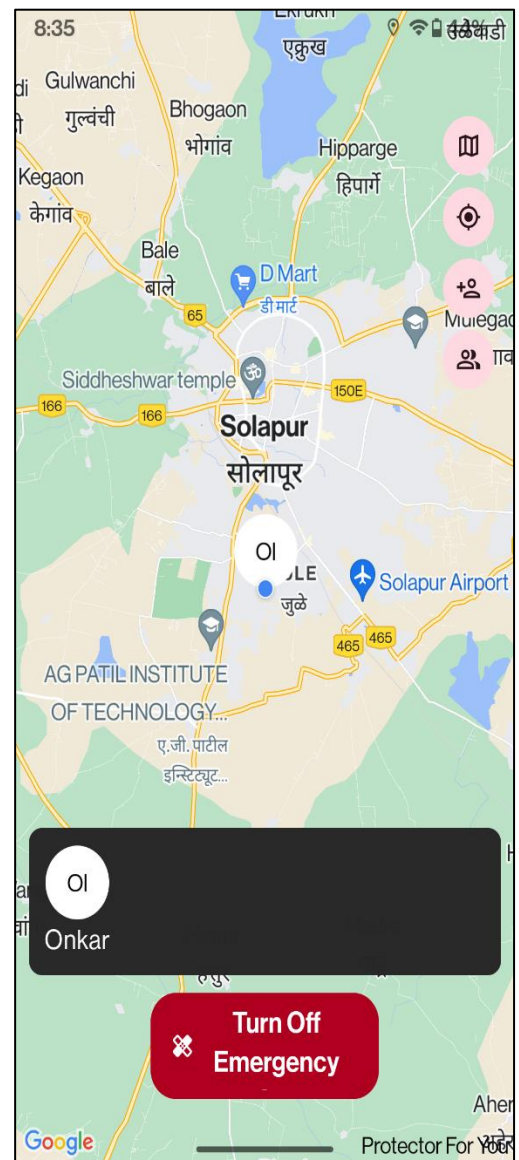 8:35
एकुख
Gulwanchi
गुल्वंची
Bhogaon
भोगांव
Hipparge
हिपार्गे
Kegaon
केगांव
Bale
बाले
D Mart
डी मार्ट
65
Siddheshwar temple
150E
166
166
Solapur
सोलापूर
OI
जुळे
Solapur Airport
465
465
AG PATIL INSTITUTE
OF TECHNOLOGY...
ए.जी. पाटील
इन्स्टिट्यूट...
OI
Onkar
Turn Off
Emergency
Google
Protector For You